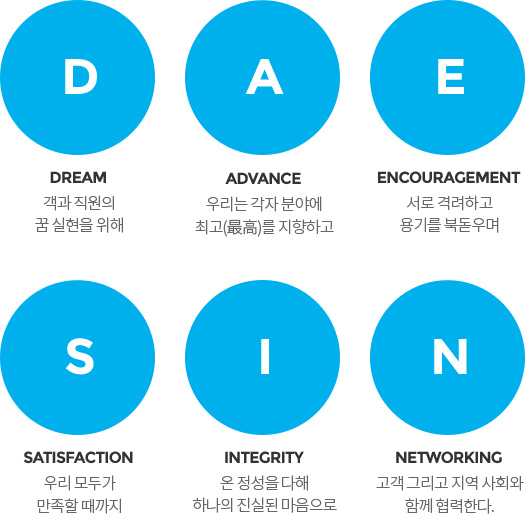 D
DREAM
객과 직원의
꿈 실현을 위해
A
ADVANCE
우리는 각자 분야에
최고(最高)를 지향하고
E
ENCOURAGEMENT
서로 격려하고
용기를 북돋우며
S
SATISFACTION
우리 모두가
만족할 때까지
I
INTEGRITY
온 정성을 다해
하나의 진실된 마음으로
N
NETWORKING
고객 그리고 지역 사회와
함께 협력한다.